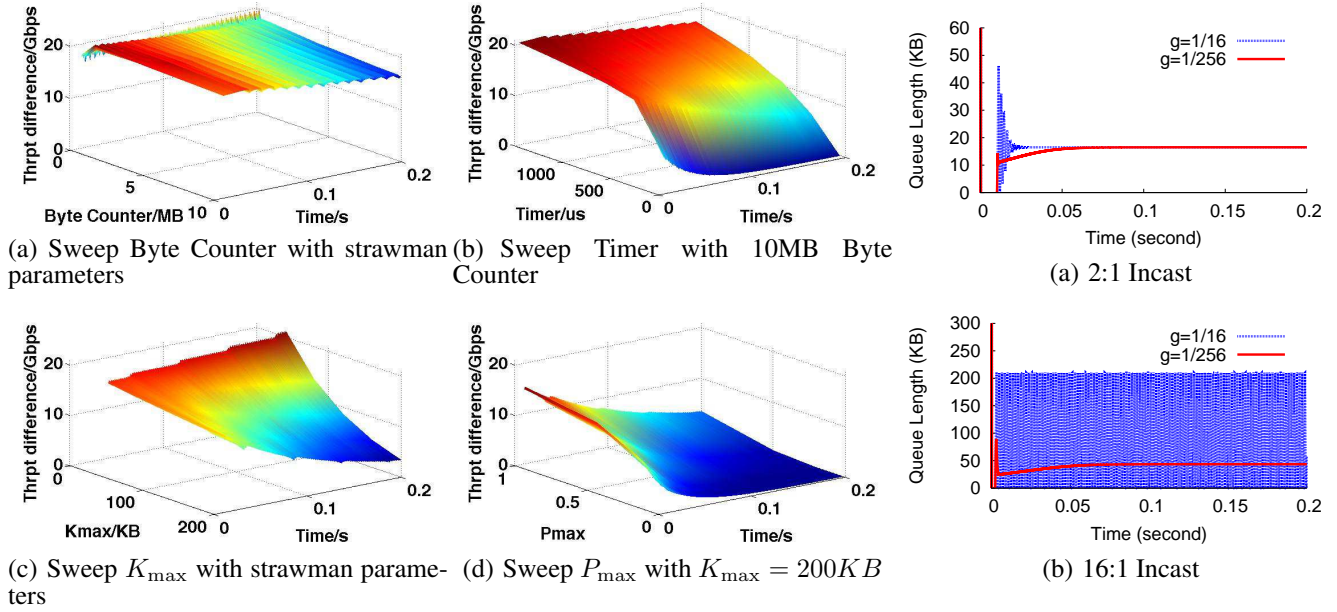 Thrpt difference/Gbps
20
10
0
0
5
10
Byte Counter/MB
0
0.1
0.2
Time/s
(a) Sweep Byte Counter with strawman parameters
Thrpt difference/Gbps
20
10
0
1000
500
0
Timer/us
0
0.1
0.2
Time/s
(b) Sweep Timer with 10MB Byte Counter
Queue Length (KB)
60
50
40
30
20
10
0
g=1/16
g=1/256
0
0.05
0.1
0.15
0.2
Time (second)
(a) 2:1 Incast
Thrpt difference/Gbps
20
10
0
0
100
200
Kmax/KB
0
0.1
0.2
Time/s
(c) Sweep K_max with strawman parame-
ters
Thrpt difference/Gbps
20
10
0
1
0.5
0
Pmax
0
0.1
0.2
Time/s
(d) Sweep P_max with K_max = 200KB
Queue Length (KB)
300
250
200
150
100
50
0
g=1/16
g=1/256
0
0.05
0.1
0.15
0.2
Time (second)
(b) 16:1 Incast